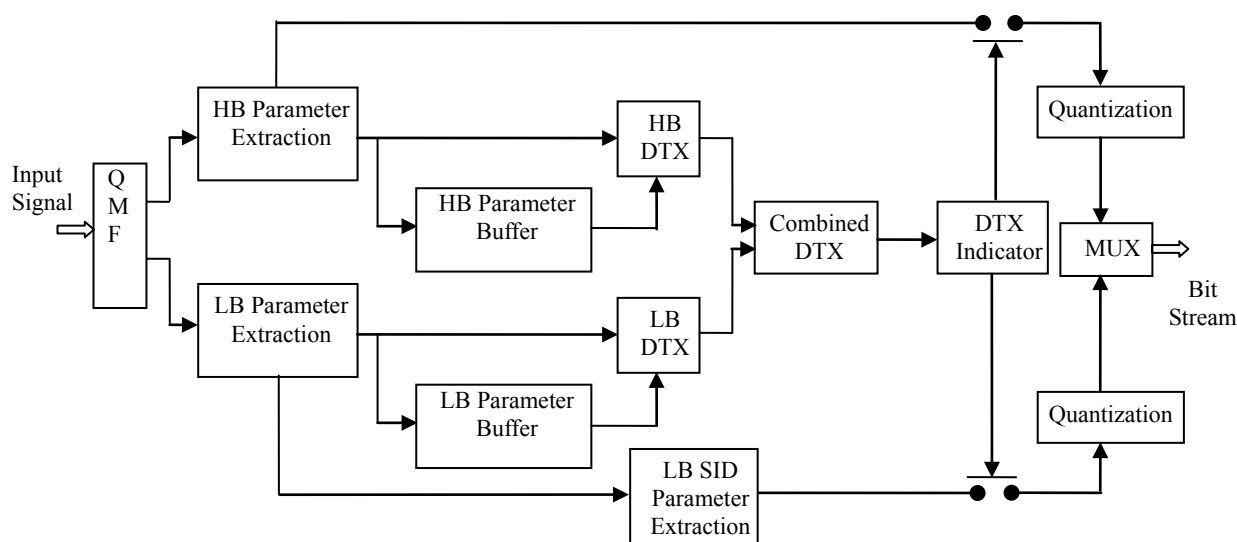 Input
Signal
Q
M
F
HB Parameter
Extraction
HB Parameter
Buffer
HB
DTX
LB Parameter
Extraction
LB Parameter
Buffer
LB
DTX
LB SID
Parameter
Extraction
Combined
DTX
DTX
Indicator
Quantization
MUX
Quantization
Bit
Stream